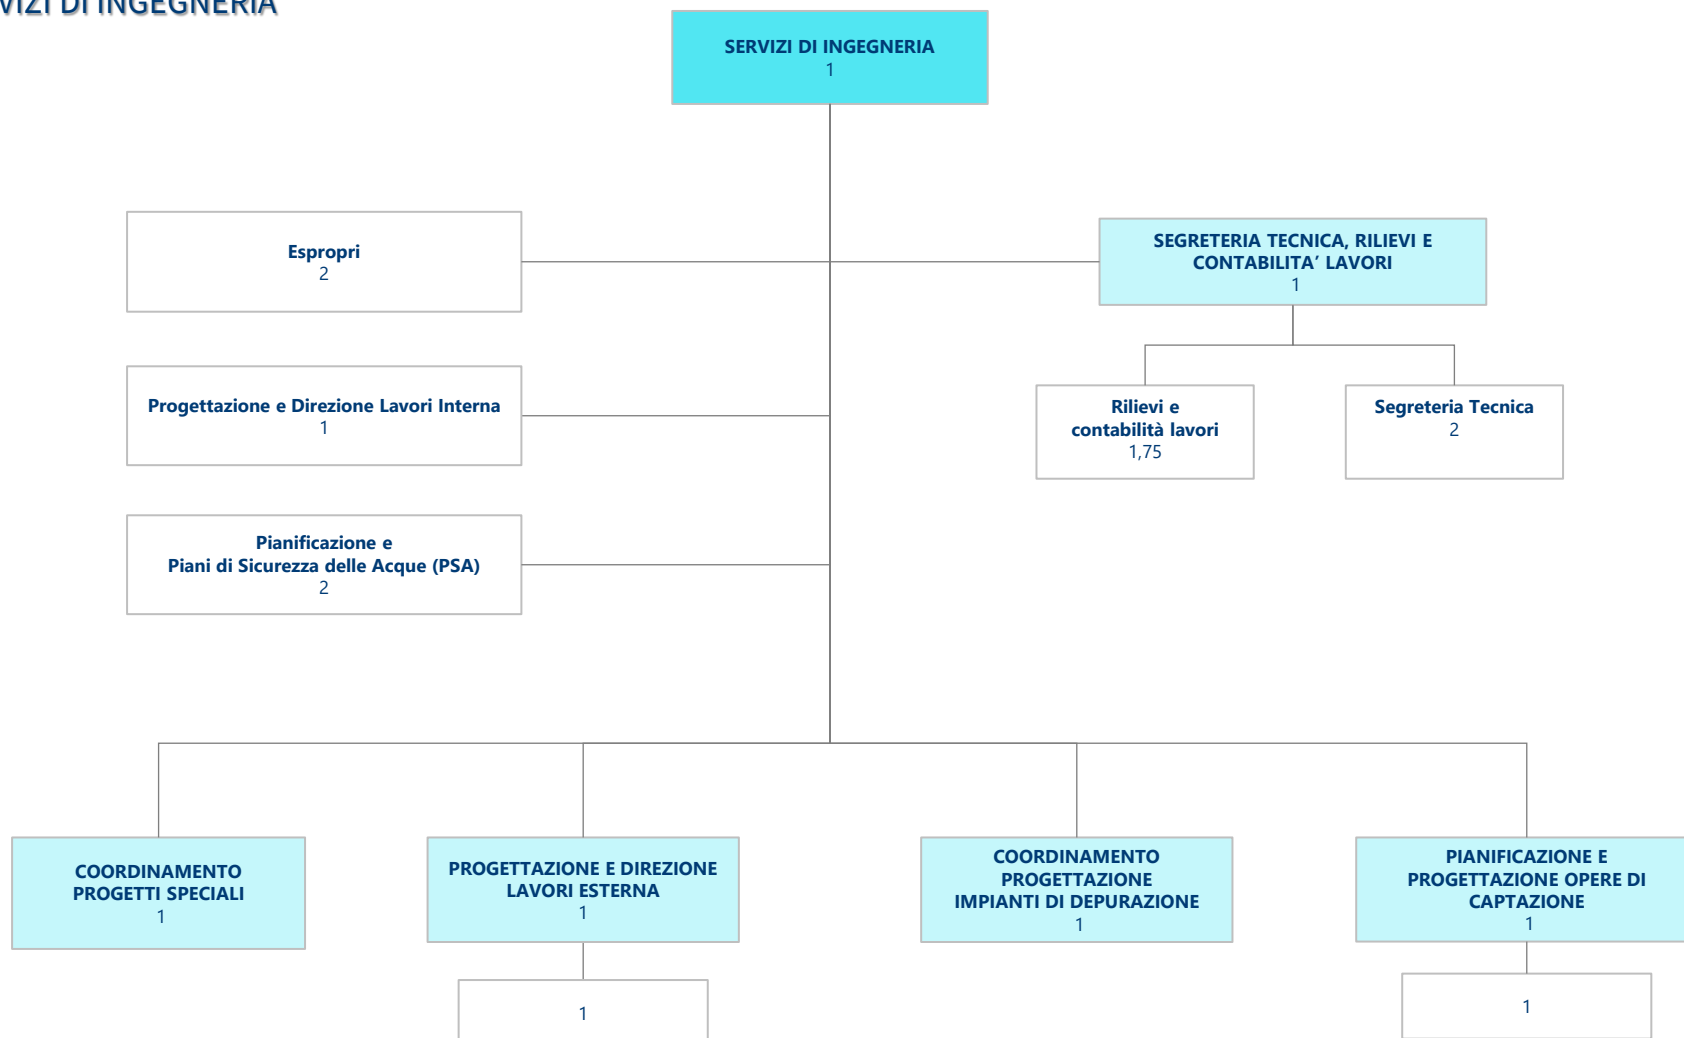 VIZI DI INGEGNERIA
SERVIZI DI INGEGNERIA
1
Espropri
2
SEGRETERIA TECNICA, RILIEVI E
CONTABILITA’ LAVORI
1
Progettazione e Direzione Lavori Interna
1
Rilievi e
contabilità lavori
1,75
Segreteria Tecnica
2
Pianificazione e
Piani di Sicurezza delle Acque (PSA)
2
COORDINAMENTO
PROGETTI SPECIALI
1
PROGETTAZIONE E DIREZIONE
LAVORI ESTERNA
1
COORDINAMENTO
PROGETTAZIONE
IMPIANTI DI DEPURAZIONE
1
PIANIFICAZIONE E
PROGETTAZIONE OPERE DI
CAPTAZIONE
1
1
1